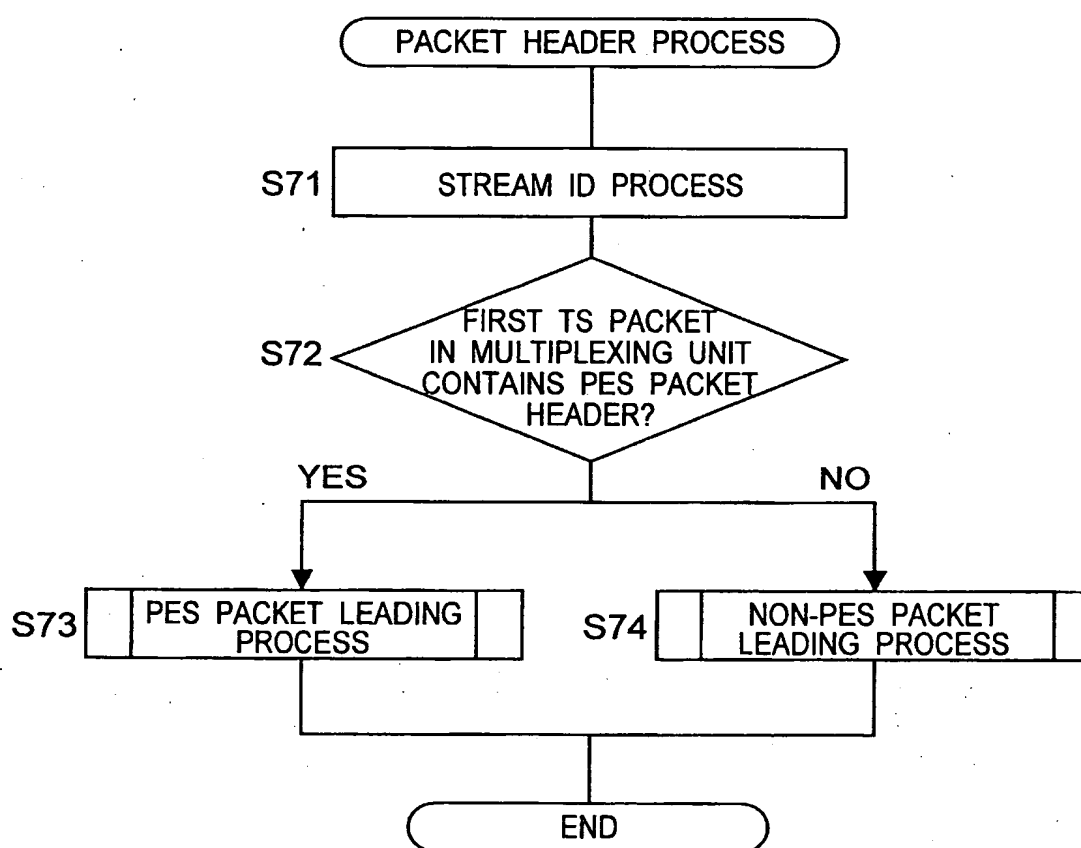 PACKET HEADER PROCESS
S71
STREAM ID PROCESS
S72
FIRST TS PACKET
IN MULTIPLEXING UNIT
CONTAINS PES PACKET
HEADER?
YES
NO
S73
PES PACKET LEADING
PROCESS
S74
NON-PES PACKET
LEADING PROCESS
END